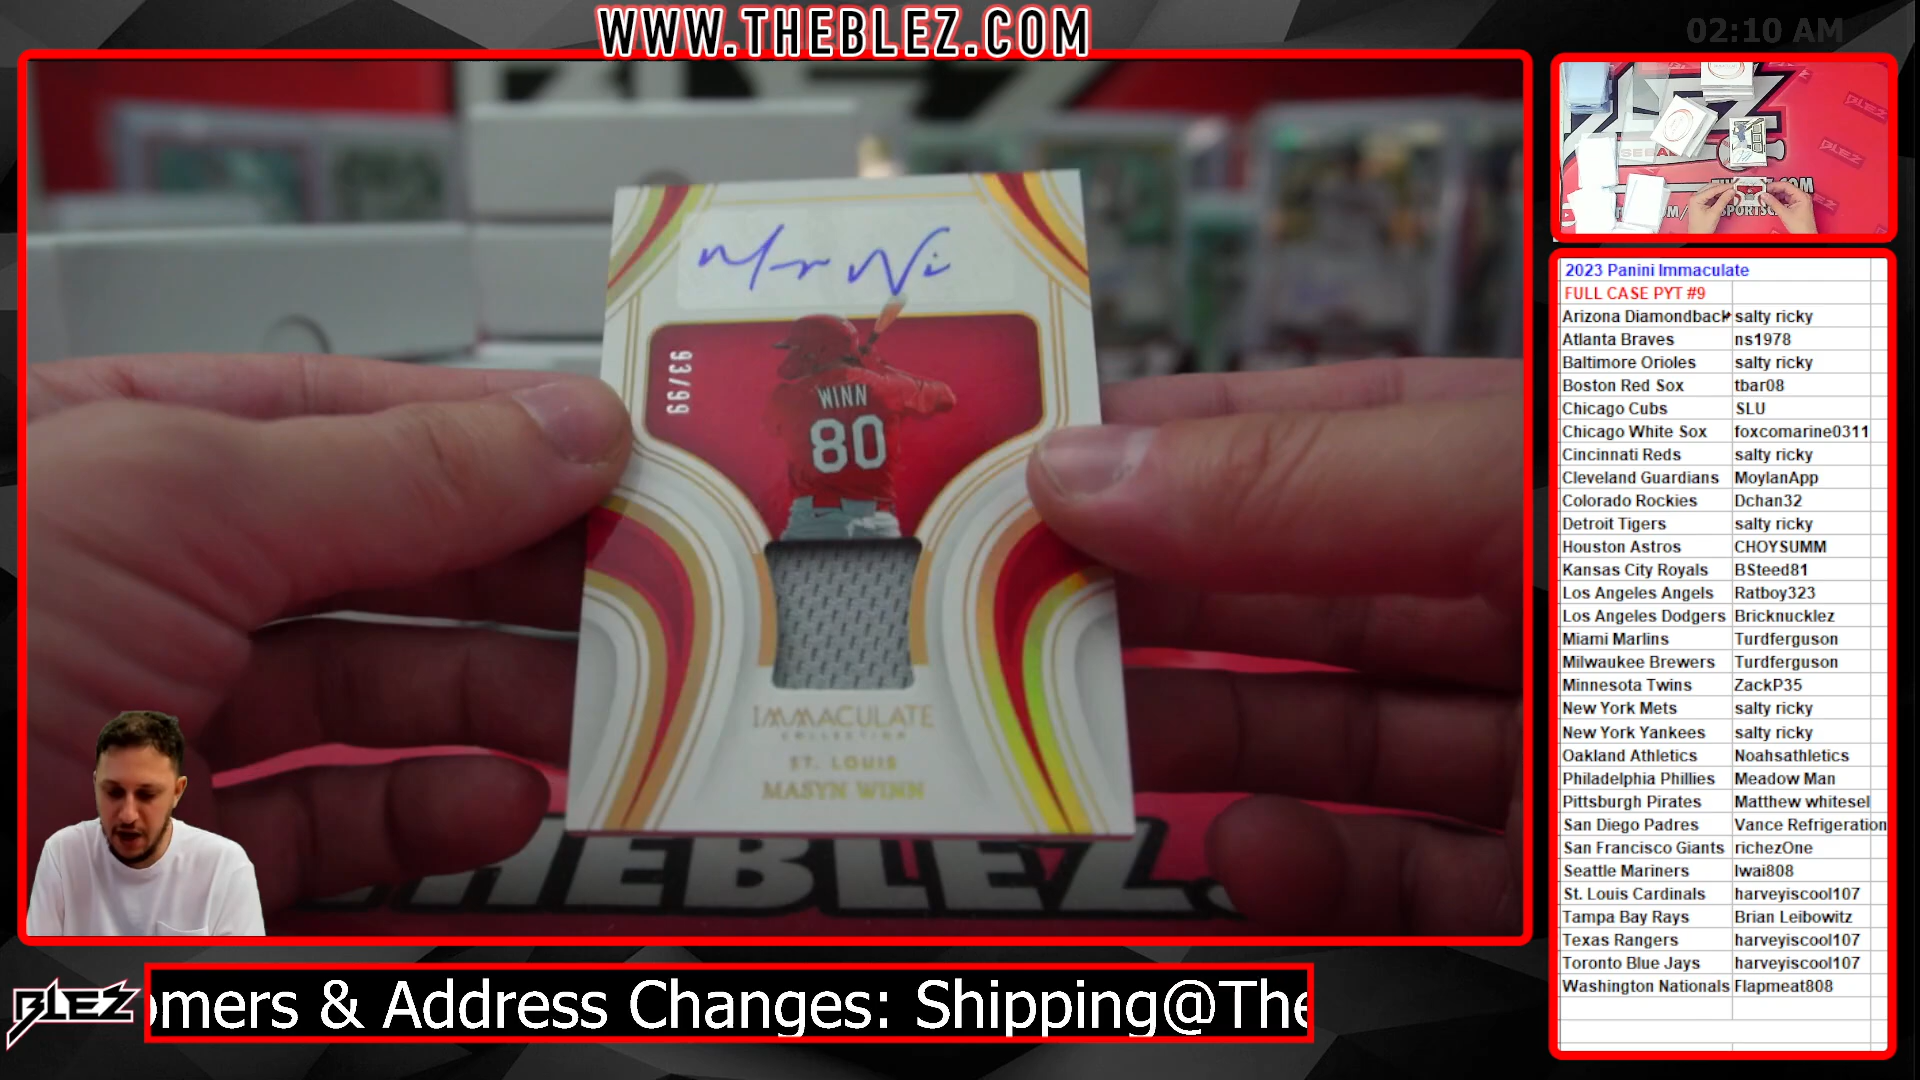 WWW.THEBLEZ.COM
02:10 AM
93/99
WINN
80
IMMACULATE
COLLECTION
ST. LOUIS
MASYN WINN
THEBLEZ.
BLEZ
omers & Address Changes: Shipping@The
2023 Panini Immaculate
FULL CASE PYT #9
Arizona Diamondback salty ricky
Atlanta Braves ns1978
Baltimore Orioles salty ricky
Boston Red Sox tbar08
Chicago Cubs SLU
Chicago White Sox foxcomarine0311
Cincinnati Reds salty ricky
Cleveland Guardians MoylanApp
Colorado Rockies Dchan32
Detroit Tigers salty ricky
Houston Astros CHOYSUMM
Kansas City Royals BSteed81
Los Angeles Angels Ratboy323
Los Angeles Dodgers Bricknucklez
Miami Marlins Turdferguson
Milwaukee Brewers Turdferguson
Minnesota Twins ZackP35
New York Mets salty ricky
New York Yankees salty ricky
Oakland Athletics Noahsathletics
Philadelphia Phillies Meadow Man
Pittsburgh Pirates Matthew whitesel
San Diego Padres Vance Refrigeration
San Francisco Giants richezOne
Seattle Mariners lwai808
St. Louis Cardinals harveyiscool107
Tampa Bay Rays Brian Leibowitz
Texas Rangers harveyiscool107
Toronto Blue Jays harveyiscool107
Washington Nationals Flapmeat808